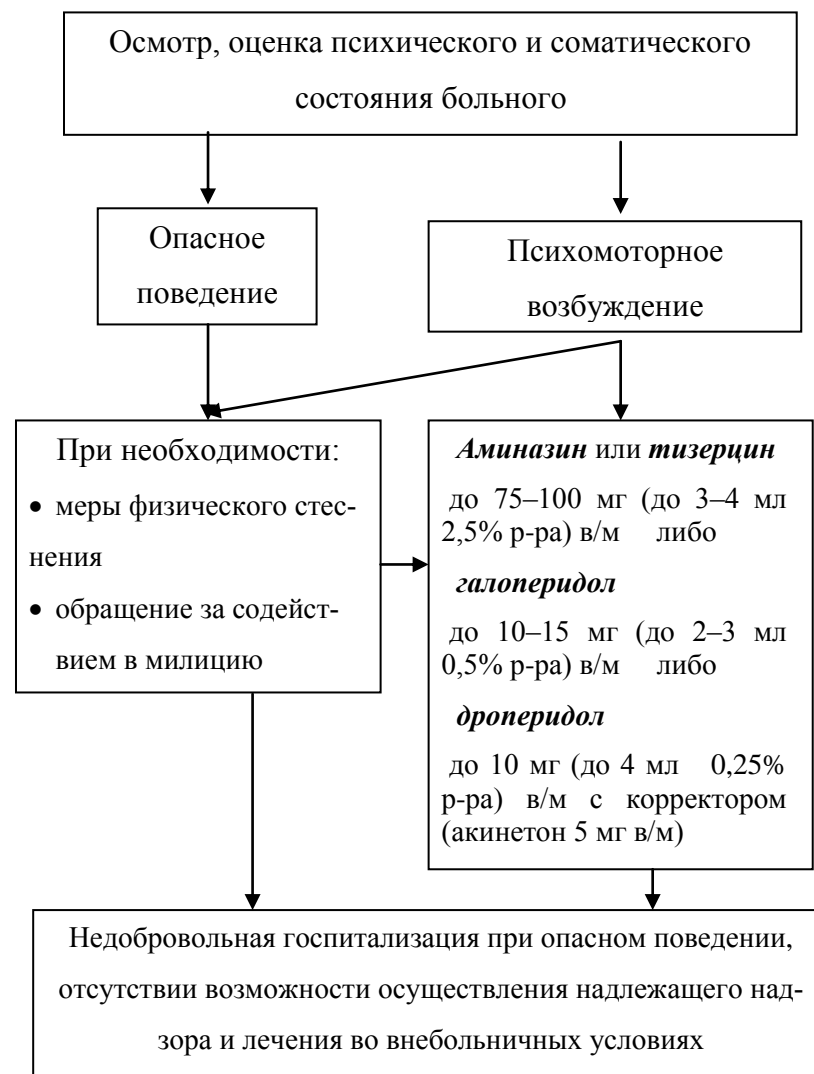 Осмотр, оценка психического и соматического
состояния больного
Опасное
поведение
Психомоторное
возбуждение
При необходимости:
• меры физического стес-
нения
• обращение за содейст-
вием в милицию
Аминазин или тизерцин
до 75–100 мг (до 3–4 мл
2,5% р-ра) в/м либо
галоперидол
до 10–15 мг (до 2–3 мл
0,5% р-ра) в/м либо
дроперидол
до 10 мг (до 4 мл 0,25%
р-ра) в/м с корректором
(акинетон 5 мг в/м)
Недобровольная госпитализация при опасном поведении,
отсутствии возможности осуществления надлежащего над-
зора и лечения во внебольничных условиях